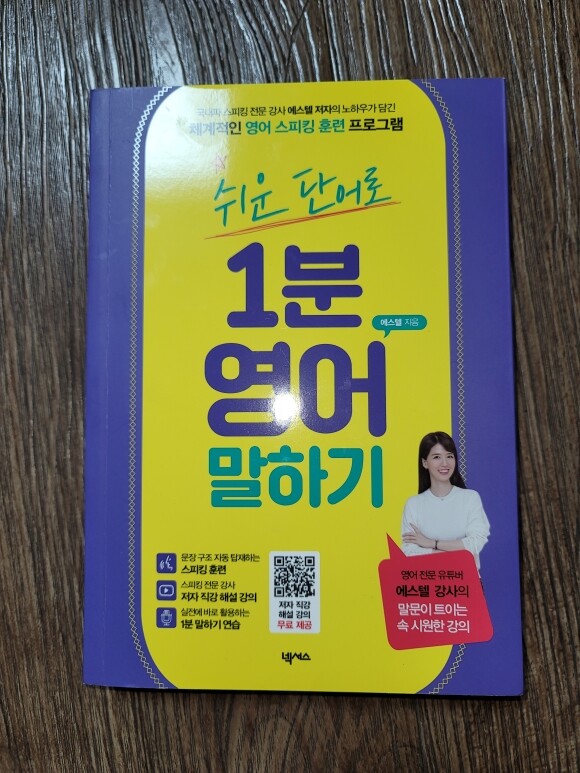 스피킹 전문 강사 에스텔 저자의 노하우가 담긴
체계적인 영어 스피킹 훈련 프로그램
쉬운 단어로
1분
에스텔 지음
영어
말하기
문장 구조 자동 탑재하는
스피킹 훈련
스피킹 전문 강사
저자 직강 해설 강의
실전에 바로 활용하는
1분 말하기 연습
저자 직강
해설 강의
무료 제공
영어 전문 유튜버
에스텔 강사의
말문이 트이는
속 시원한 강의
넥서스